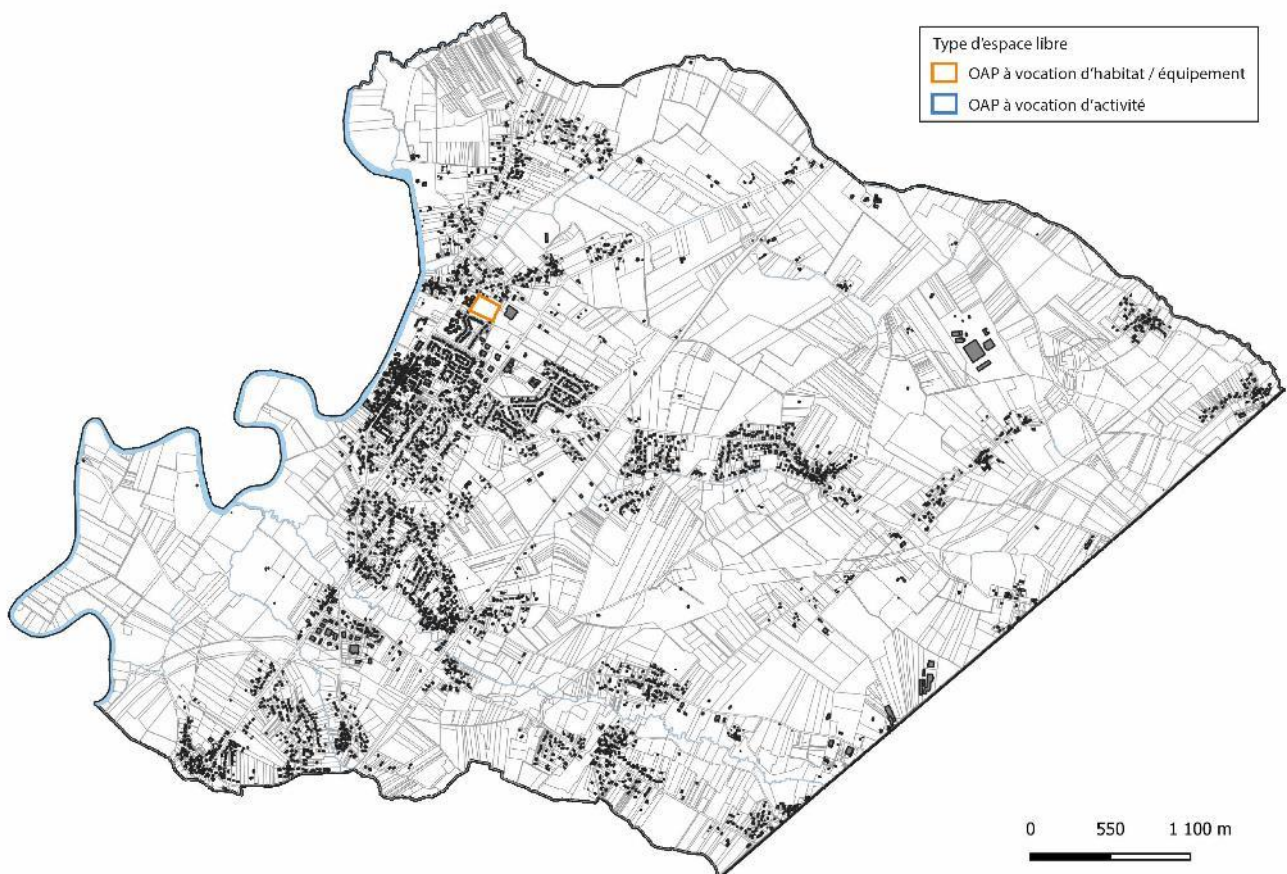 Type d'espace libre
OAP à vocation d'habitat / équipement
OAP à vocation d'activité
0 550 1 100 m